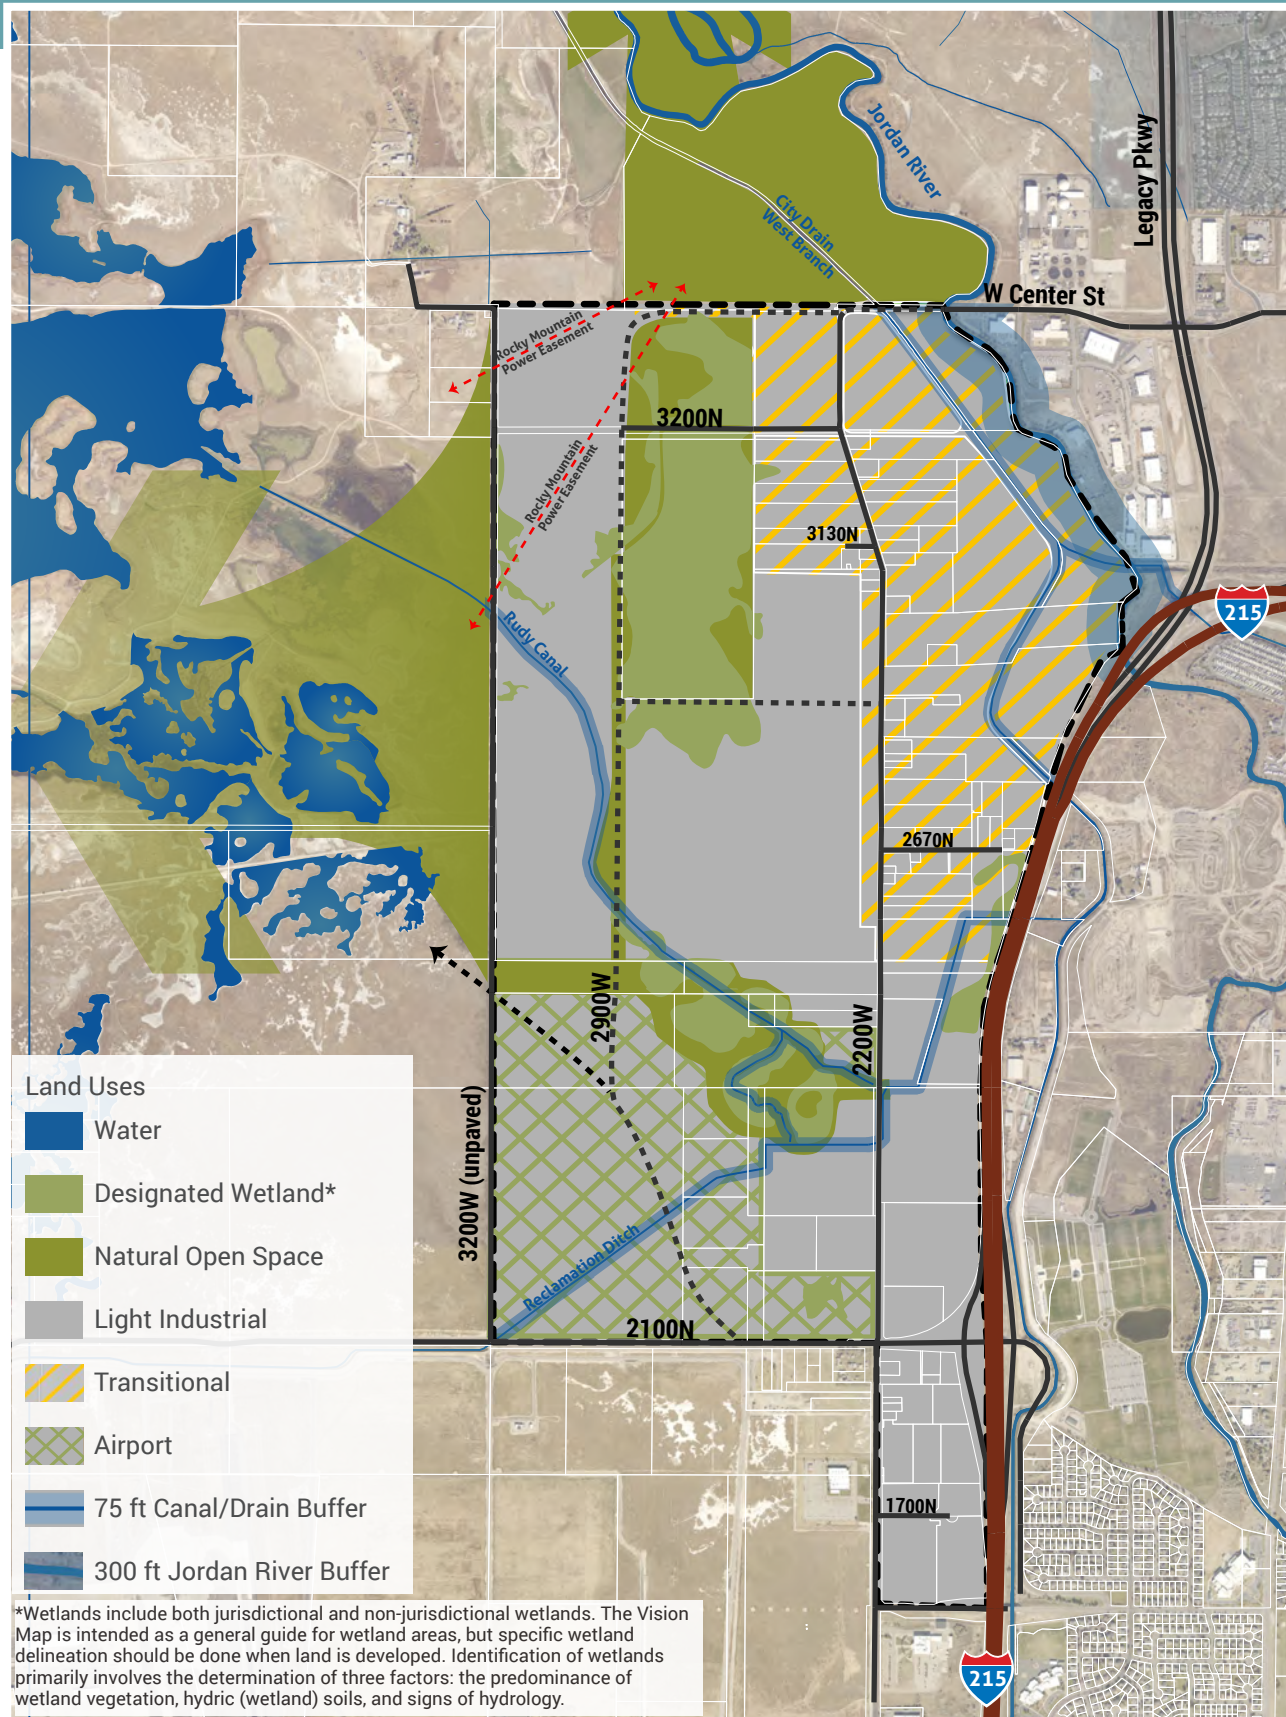 Jordan River
Legacy Pkwy
City Drain
West Branch
W Center St
Rocky Mountain
Power Easement
3200N
Rocky Mountain
Power Easement
3130N
215
Rudy Canal
2670N
2900W
2200W
3200W (unpaved)
Reclamation Ditch
2100N
1700N
215
Land Uses
Water
Designated Wetland*
Natural Open Space
Light Industrial
Transitional
Airport
75 ft Canal/Drain Buffer
300 ft Jordan River Buffer
*Wetlands include both jurisdictional and non-jurisdictional wetlands. The Vision
Map is intended as a general guide for wetland areas, but specific wetland
delineation should be done when land is developed. Identification of wetlands
primarily involves the determination of three factors: the predominance of
wetland vegetation, hydric (wetland) soils, and signs of hydrology.